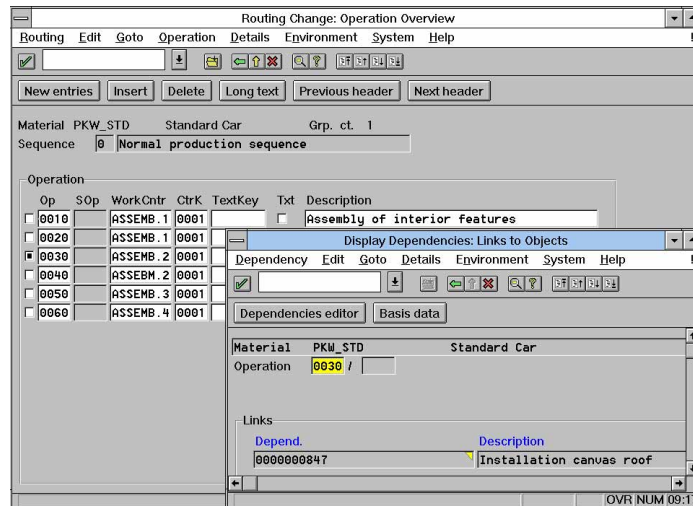 Routing Change: Operation Overview
Routing Edit Goto Operation Details Environment System Help
New entries Insert Delete Long text Previous header Next header
Material PKW_STD Standard Car Grp. ct. 1
Sequence 0 Normal production sequence
Operation
Op SOp WorkCntr CtrK TextKey Txt Description
0010 ASSEMB.1 0001 Assembly of interior features
0020 ASSEMB.1 0001
0030 ASSEMB.2 0001
0040 ASSEBM.2 0001
0050 ASSEMB.3 0001
0060 ASSEMB.4 0001
Display Dependencies: Links to Objects
Dependency Edit Goto Details Environment System Help
Dependencies editor Basis data
Material PKW_STD Standard Car
Operation 0030 /
Links
Depend. Description
0000000847 Installation canvas roof
OVR NUM 09:1